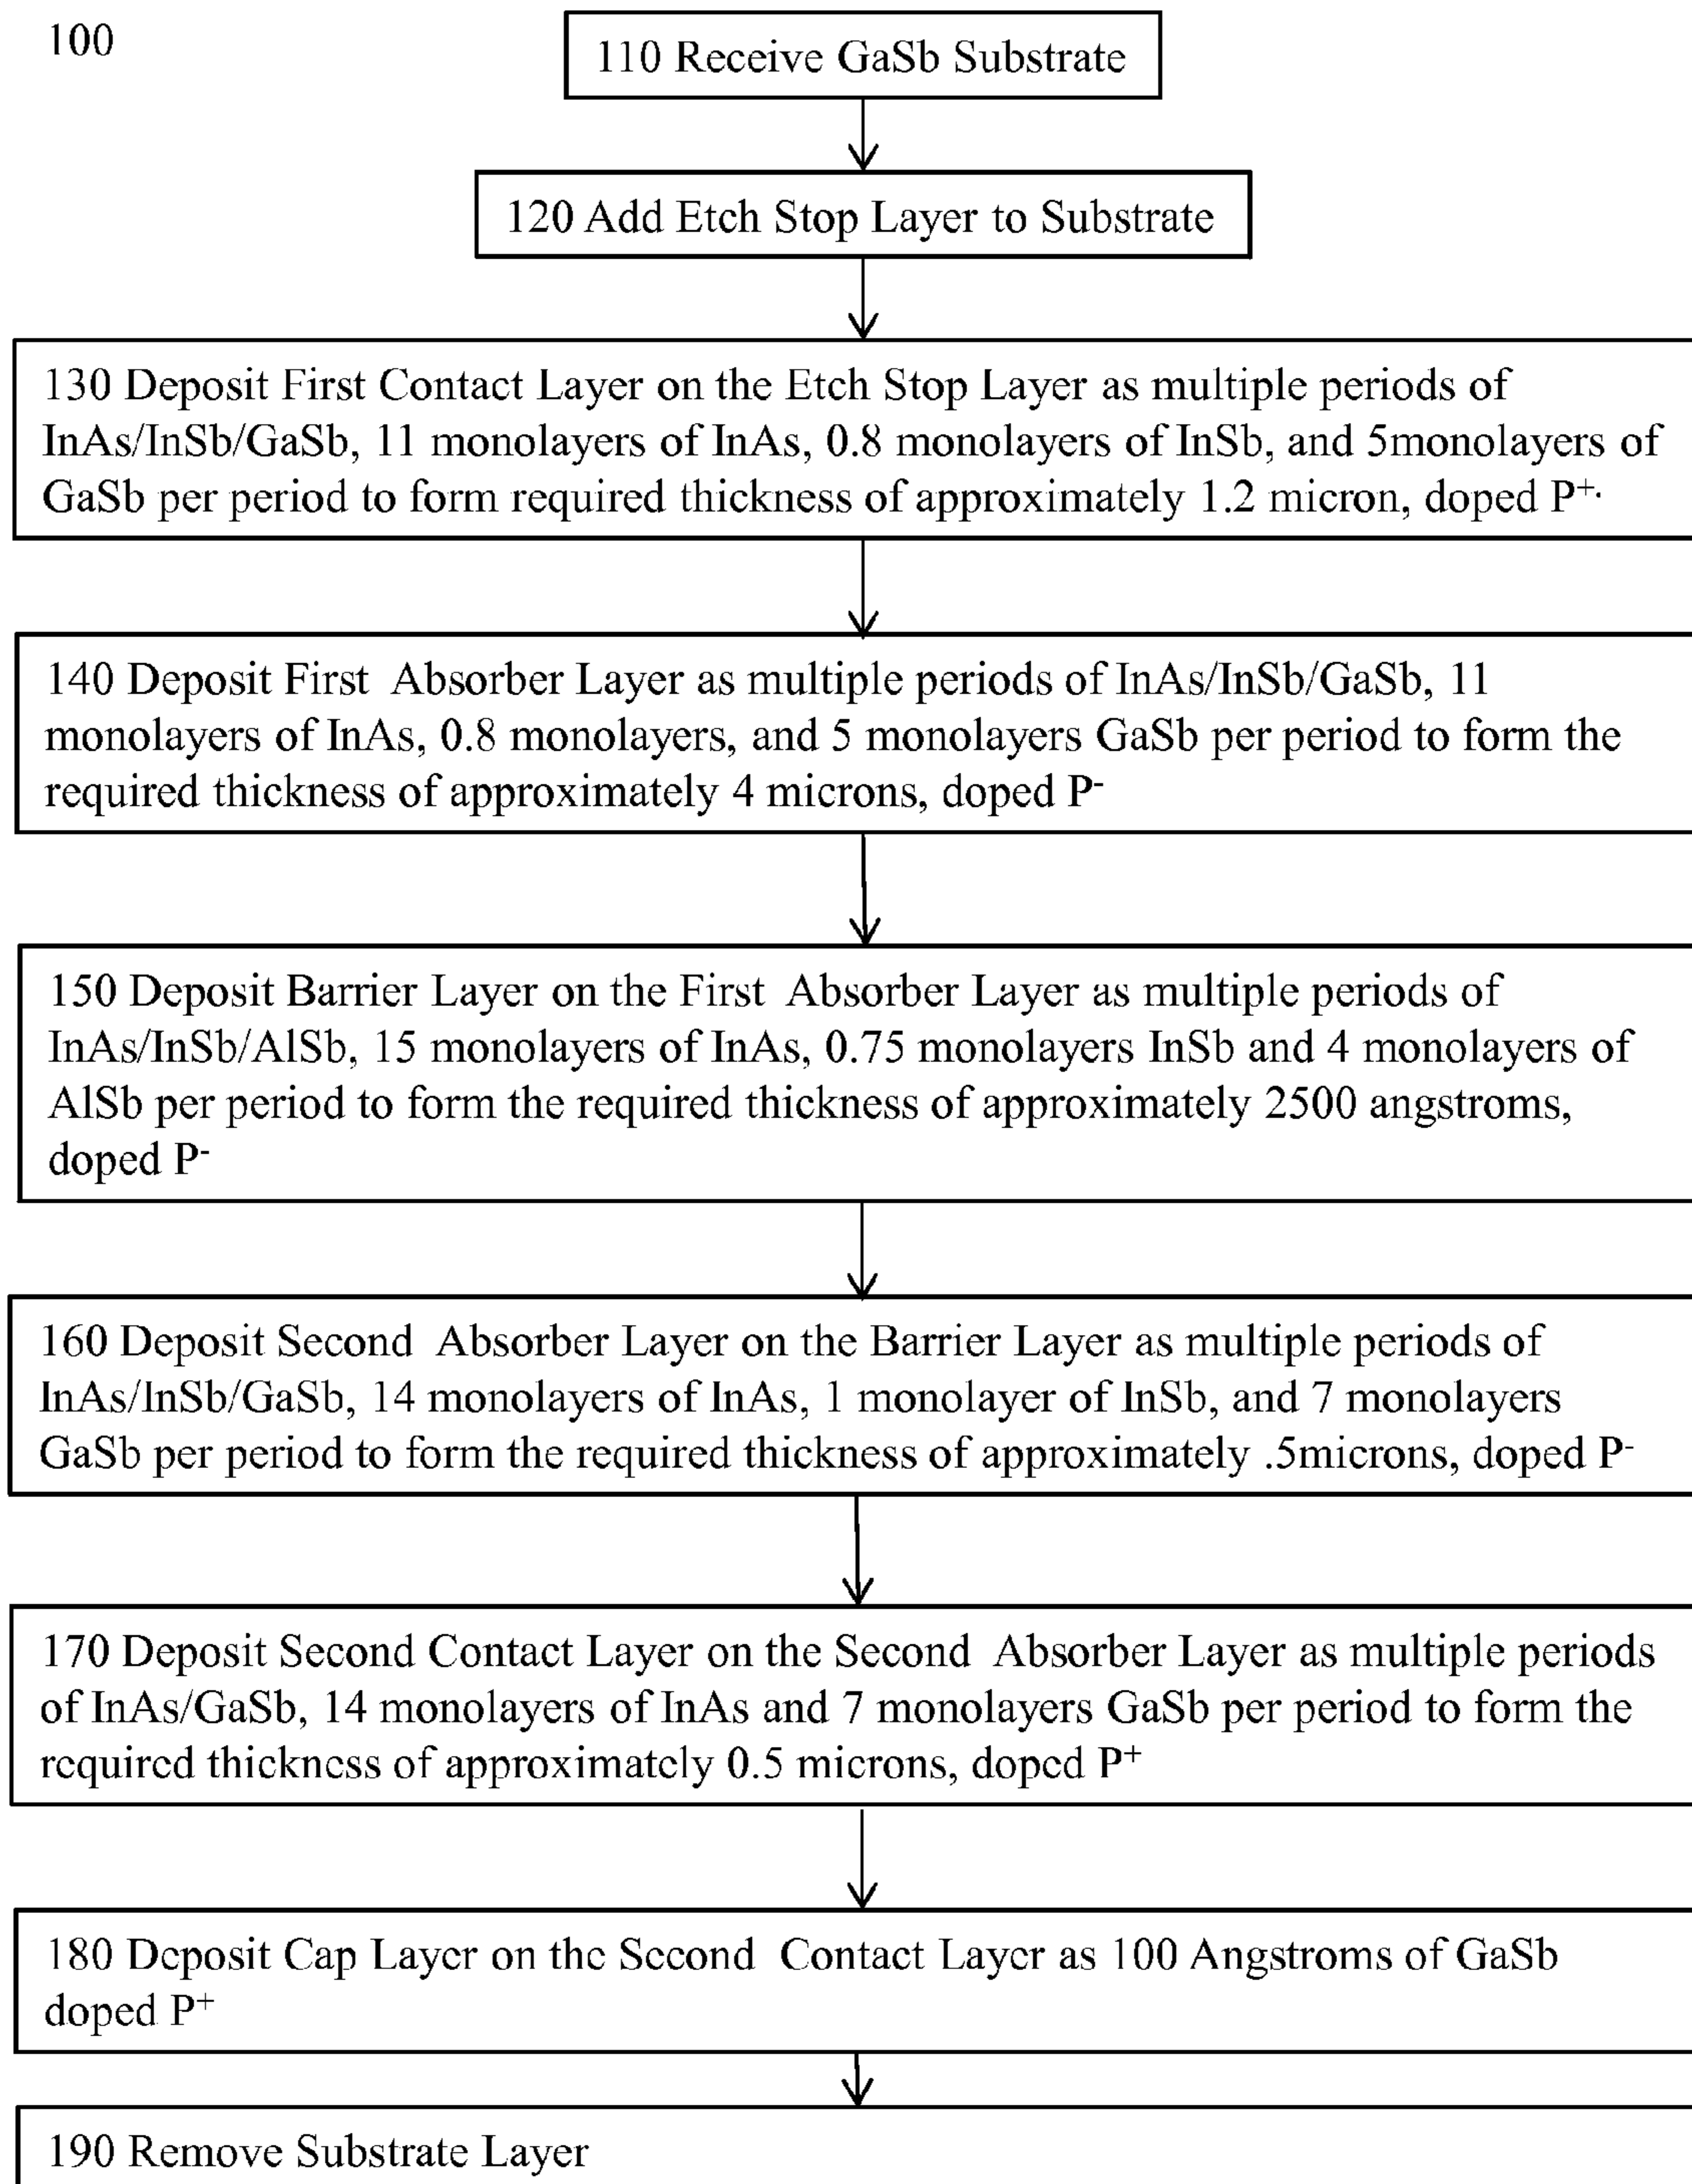 100
110 Receive GaSb Substrate
120 Add Etch Stop Layer to Substrate
130 Deposit First Contact Layer on the Etch Stop Layer as multiple periods of
InAs/InSb/GaSb, 11 monolayers of InAs, 0.8 monolayers of InSb, and 5monolayers of
GaSb per period to form required thickness of approximately 1.2 micron, doped P⁺.
140 Deposit First Absorber Layer as multiple periods of InAs/InSb/GaSb, 11
monolayers of InAs, 0.8 monolayers, and 5 monolayers GaSb per period to form the
required thickness of approximately 4 microns, doped P⁻
150 Deposit Barrier Layer on the First Absorber Layer as multiple periods of
InAs/InSb/AlSb, 15 monolayers of InAs, 0.75 monolayers InSb and 4 monolayers of
AlSb per period to form the required thickness of approximately 2500 angstroms,
doped P⁻
160 Deposit Second Absorber Layer on the Barrier Layer as multiple periods of
InAs/InSb/GaSb, 14 monolayers of InAs, 1 monolayer of InSb, and 7 monolayers
GaSb per period to form the required thickness of approximately .5microns, doped P⁻
170 Deposit Second Contact Layer on the Second Absorber Layer as multiple periods
of InAs/GaSb, 14 monolayers of InAs and 7 monolayers GaSb per period to form the
required thickness of approximately 0.5 microns, doped P⁺
180 Deposit Cap Layer on the Second Contact Layer as 100 Angstroms of GaSb
doped P⁺
190 Remove Substrate Layer